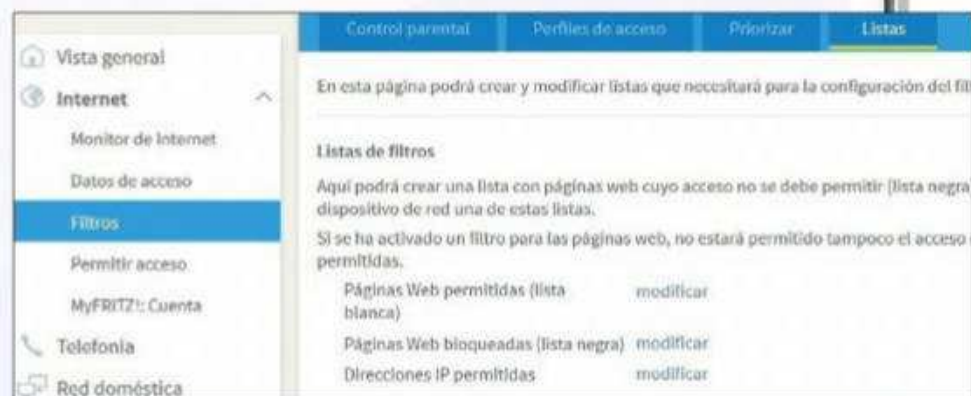 Control parental
Perfiles de acceso
Priorizar
Listas
Vista general
Internet
Monitor de Internet
Datos de acceso
Filtros
Permitir acceso
MyFRITZ!: Cuenta
Telefonía
Red doméstica
En esta página podrá crear y modificar listas que necesitará para la configuración del
Listas de filtros
Aquí podrá crear una lista con páginas web cuyo acceso no se debe permitir (lista negra)
dispositivo de red una de estas listas.
Si se ha activado un filtro para las páginas web, no estará permitido tampoco el acceso
permitidas.
Páginas Web permitidas (lista modificar
blanca)
Páginas Web bloqueadas (lista negra) modificar
Direcciones IP permitidas modificar